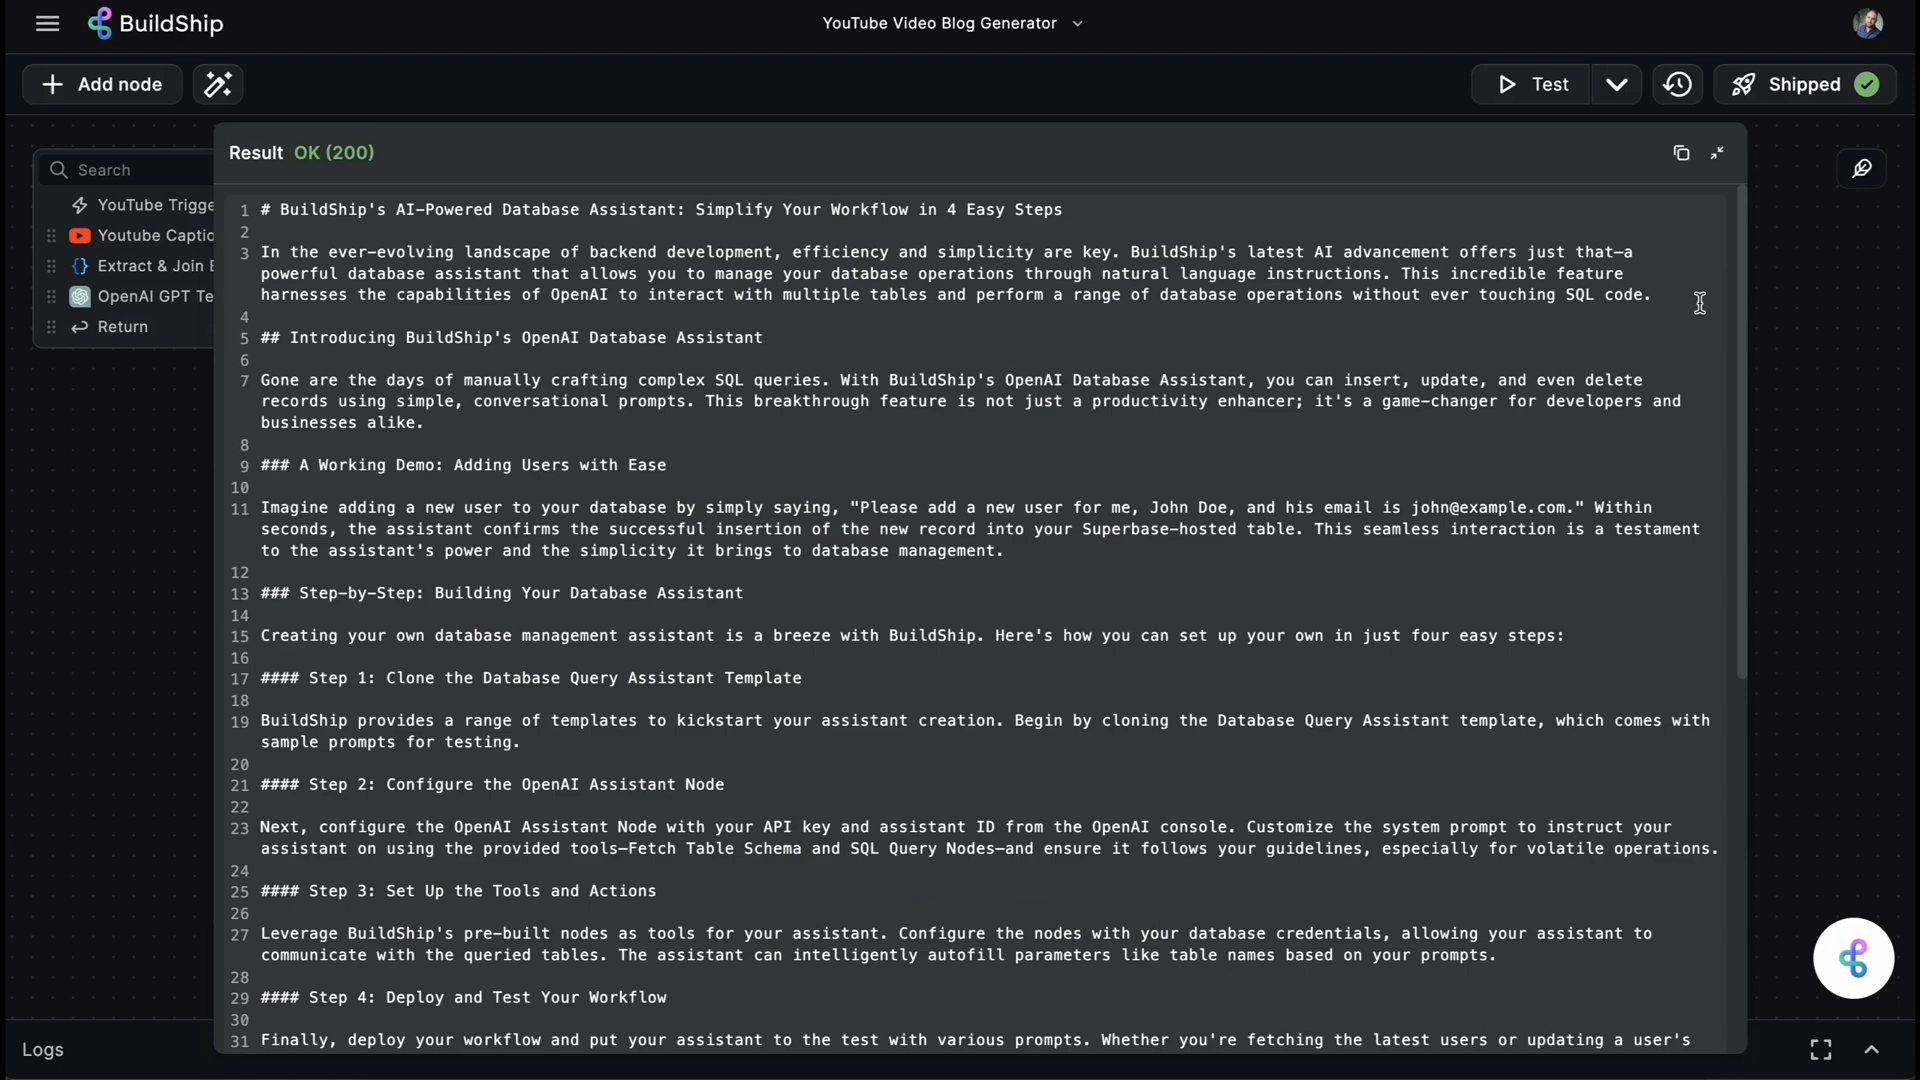 BuildShip
YouTube Video Blog Generator
Add node
Test
Shipped
Search
YouTube Trigge
Youtube Captio
Extract & Join
OpenAI GPT Te
Return
Result OK (200)
1 # BuildShip's AI-Powered Database Assistant: Simplify Your Workflow in 4 Easy Steps
2
3 In the ever-evolving landscape of backend development, efficiency and simplicity are key. BuildShip's latest AI advancement offers just that—a
powerful database assistant that allows you to manage your database operations through natural language instructions. This incredible feature
harnesses the capabilities of OpenAI to interact with multiple tables and perform a range of database operations without ever touching SQL code.
4
5 ## Introducing BuildShip's OpenAI Database Assistant
6
7 Gone are the days of manually crafting complex SQL queries. With BuildShip's OpenAI Database Assistant, you can insert, update, and even delete
records using simple, conversational prompts. This breakthrough feature is not just a productivity enhancer; it's a game-changer for developers and
businesses alike.
8
9 ### A Working Demo: Adding Users with Ease
10
11 Imagine adding a new user to your database by simply saying, "Please add a new user for me, John Doe, and his email is john@example.com." Within
seconds, the assistant confirms the successful insertion of the new record into your Superbase-hosted table. This seamless interaction is a testament
to the assistant's power and the simplicity it brings to database management.
12
13 ### Step-by-Step: Building Your Database Assistant
14
15 Creating your own database management assistant is a breeze with BuildShip. Here's how you can set up your own in just four easy steps:
16
17 #### Step 1: Clone the Database Query Assistant Template
18
19 BuildShip provides a range of templates to kickstart your assistant creation. Begin by cloning the Database Query Assistant template, which comes with
sample prompts for testing.
20
21 #### Step 2: Configure the OpenAI Assistant Node
22
23 Next, configure the OpenAI Assistant Node with your API key and assistant ID from the OpenAI console. Customize the system prompt to instruct your
assistant on using the provided tools—Fetch Table Schema and SQL Query Nodes—and ensure it follows your guidelines, especially for volatile operations.
24
25 #### Step 3: Set Up the Tools and Actions
26
27 Leverage BuildShip's pre-built nodes as tools for your assistant. Configure the nodes with your database credentials, allowing your assistant to
communicate with the queried tables. The assistant can intelligently autofill parameters like table names based on your prompts.
28
29 #### Step 4: Deploy and Test Your Workflow
30
31 Finally, deploy your workflow and put your assistant to the test with various prompts. Whether you're fetching the latest users or updating a user's
Logs